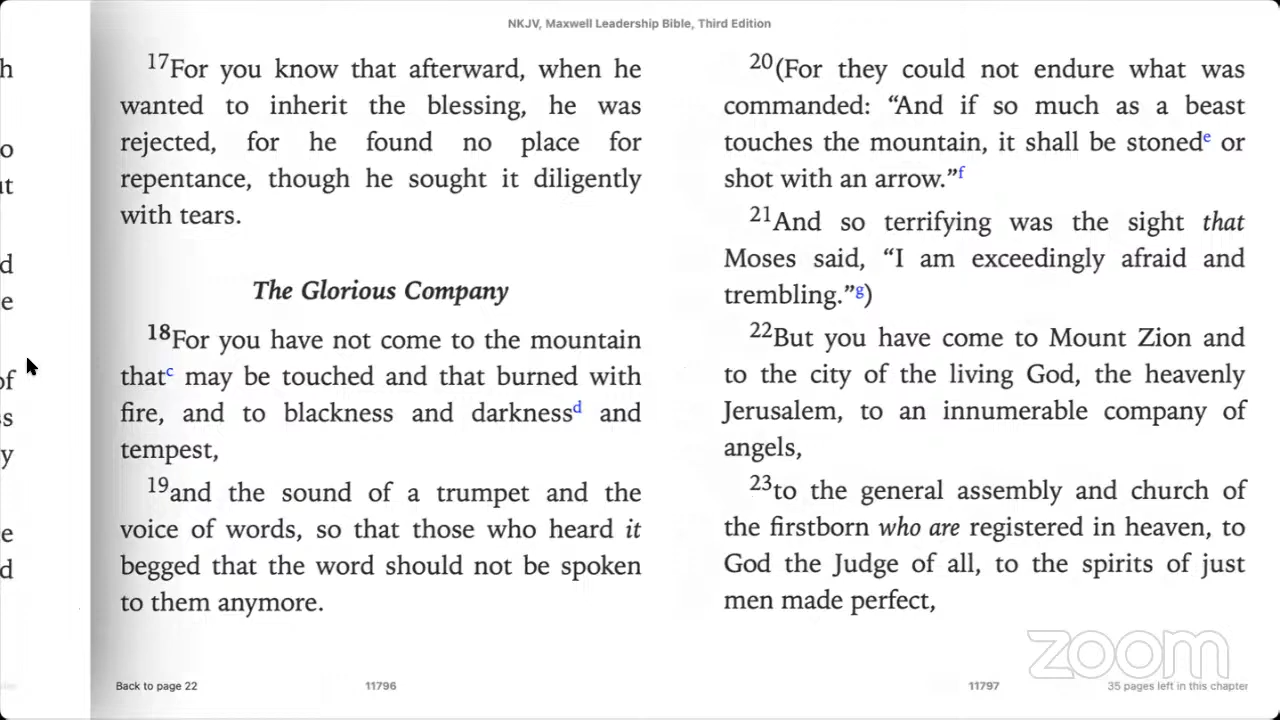 NKJV, Maxwell Leadership Bible, Third Edition
17For you know that afterward, when he
wanted to inherit the blessing, he was
rejected, for he found no place for
repentance, though he sought it diligently
with tears.
The Glorious Company
18For you have not come to the mountain
thatc may be touched and that burned with
fire, and to blackness and darknessd and
tempest,
19and the sound of a trumpet and the
voice of words, so that those who heard it
begged that the word should not be spoken
to them anymore.
20(For they could not endure what was
commanded: “And if so much as a beast
touches the mountain, it shall be stonede or
shot with an arrow.”f
21And so terrifying was the sight that
Moses said, “I am exceedingly afraid and
trembling.”g)
22But you have come to Mount Zion and
to the city of the living God, the heavenly
Jerusalem, to an innumerable company of
angels,
23to the general assembly and church of
the firstborn who are registered in heaven, to
God the Judge of all, to the spirits of just
men made perfect,
zoom
Back to page 22
11796
11797
35 pages left in this chapter